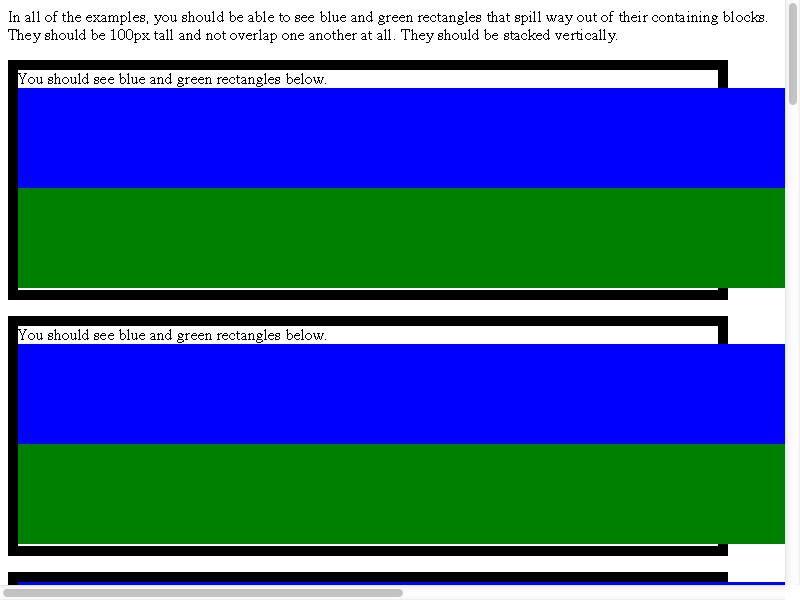 In all of the examples, you should be able to see blue and green rectangles that spill way out of their containing blocks.
They should be 100px tall and not overlap one another at all. They should be stacked vertically.
You should see blue and green rectangles below.
You should see blue and green rectangles below.